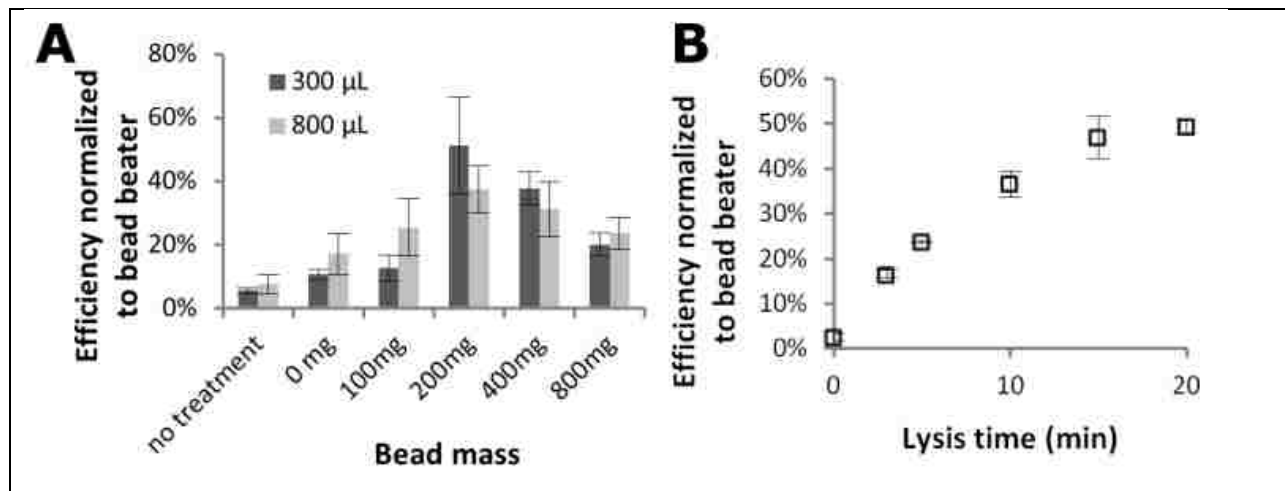 A
Efficiency normalized
to bead beater
80%
60%
40%
20%
0%
300 µL
800 µL
no treatment
0 mg
100mg
200mg
400mg
800mg
Bead mass
B
Efficiency normalized
to bead beater
60%
50%
40%
30%
20%
10%
0%
0
10
20
Lysis time (min)